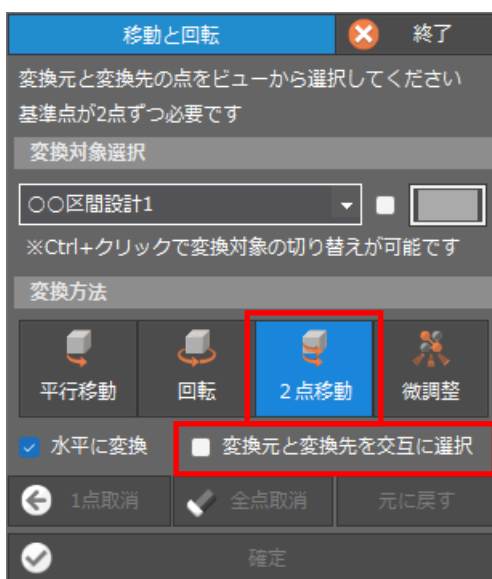 移動と回転 終了
変換元と変換先の点をビューから選択してください
基準点が2点ずつ必要です
変換対象選択
〇〇区間設計1
※Ctrl+クリックで変換対象の切り替えが可能です
変換方法
平行移動 回転 2点移動 微調整
水平に変換 変換元と変換先を交互に選択
1点取消 全点取消 元に戻す
確定